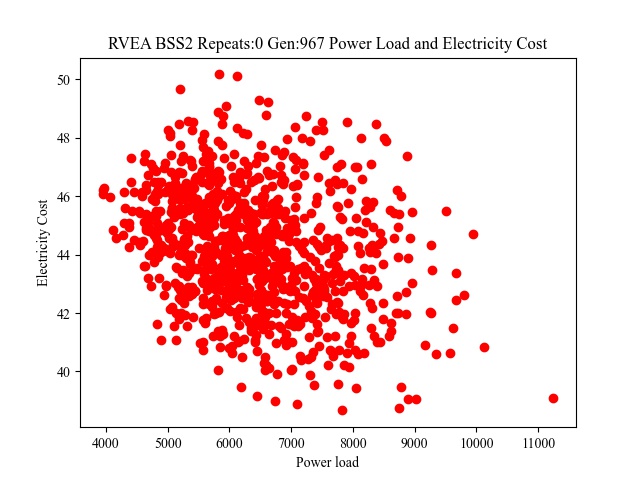 RVEA BSS2 Repeats:0 Gen:967 Power Load and Electricity Cost
50
48
46
44
42
40
Electricity Cost
4000 5000 6000 7000 8000 9000 10000 11000
Power load